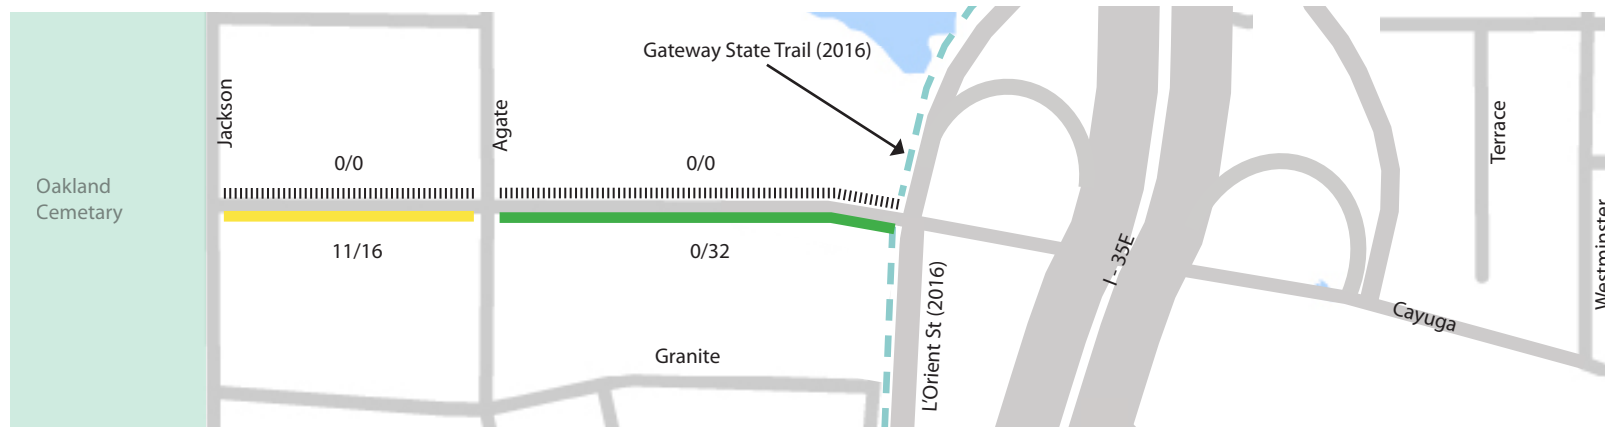 Gateway State Trail (2016)
Jackson
Agate
Terrace
0/0
0/0
Oakland
Cemetary
Westminster
11/16
0/32
I - 35E
L'Orient St (2016)
Cayuga
Granite